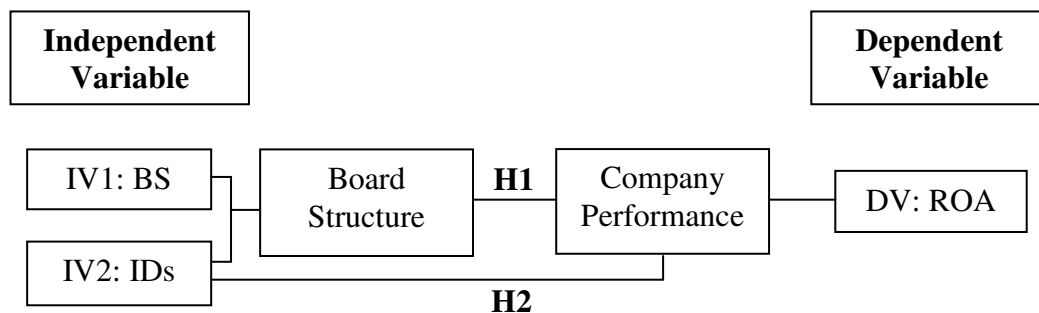 Independent
Variable
Dependent
Variable
IV1: BS
IV2: IDs
Board
Structure
H1
Company
Performance
DV: ROA
H2